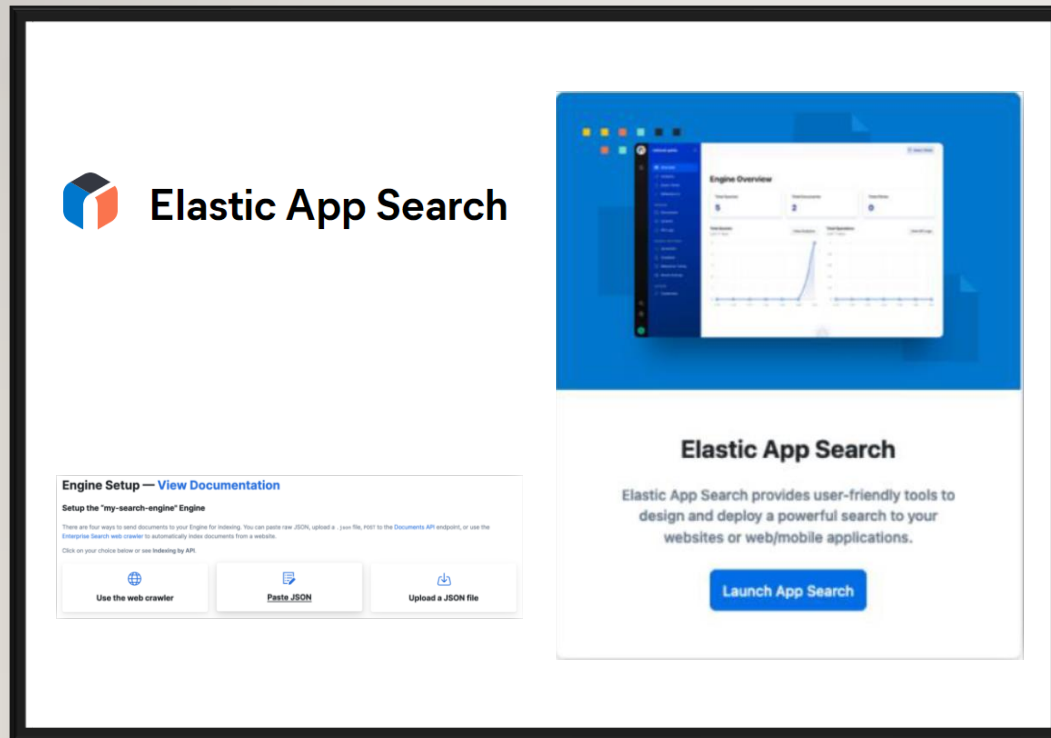 Elastic App Search
Engine Setup — View Documentation
Setup the "my-search-engine" Engine
There are four ways to send documents to your Engine for indexing. You can paste raw JSON, upload a .json file, POST to the Documents API endpoint, or use the
Enterprise Search web crawler to automatically index documents from a website.
Click on your choice below or see Indexing by API.
Use the web crawler
Paste JSON
Upload a JSON file
Engine Overview
5
2
0
Elastic App Search
Elastic App Search provides user-friendly tools to
design and deploy a powerful search to your
websites or web/mobile applications.
Launch App Search